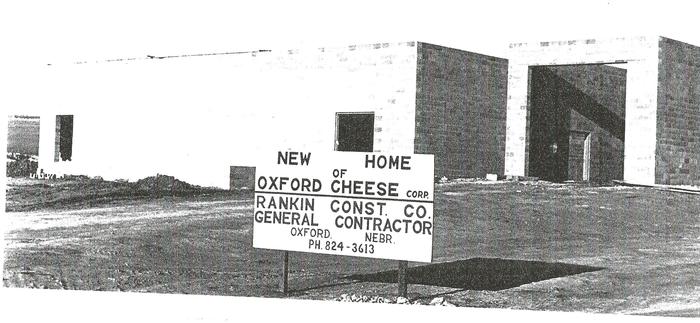 NEW HOME
OF
OXFORD CHEESE CORP.
RANKIN CONST. CO.
GENERAL CONTRACTOR
OXFORD, NEBR.
PH. 824-3613